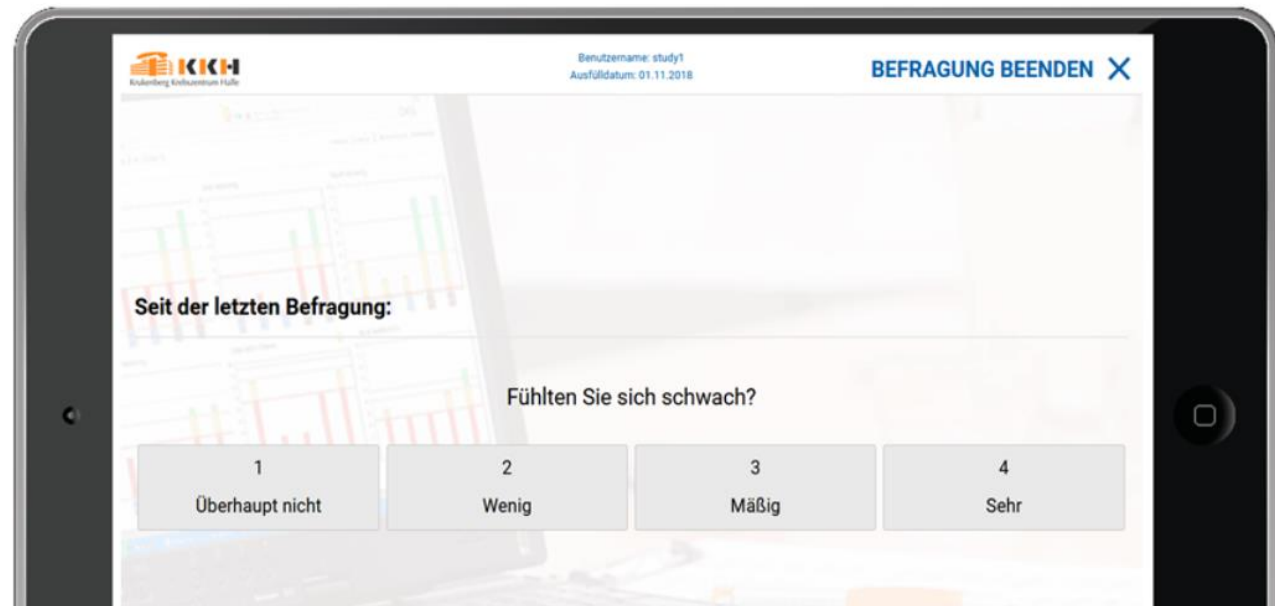 KKH
Krukenberg Krebszentrum Halle
Benutzername: study1
Ausfülldatum: 01.11.2018
BEFRAGUNG BEENDEN
Seit der letzten Befragung:
Fühlten Sie sich schwach?
1
Überhaupt nicht
2
Wenig
3
Mäßig
4
Sehr